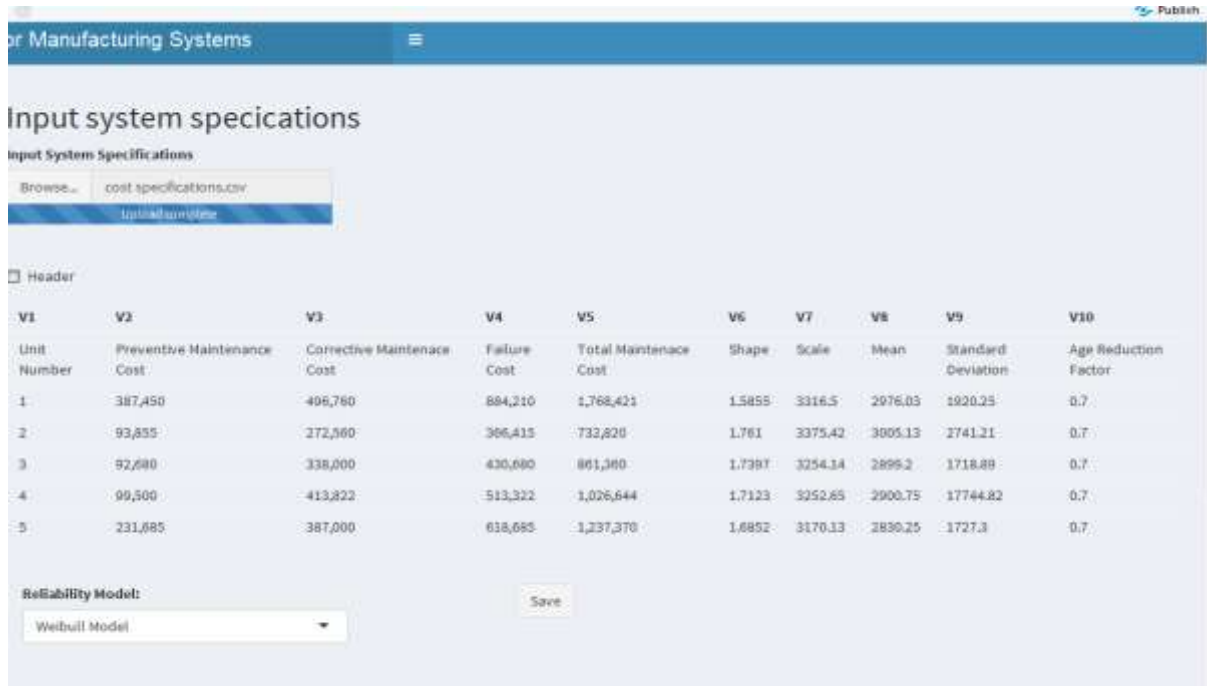 Publish
or Manufacturing Systems
Input system specications
Input System Specifications
Browse... cost specifications.csv
Upload complete
Header
V1 V2 V3 V4 V5 V6 V7 V8 V9 V10
Unit Preventive Maintenance Corrective Maintenace Failure Total Maintenace Shape Scale Mean Standard Age Reduction
Number Cost Cost Cost Cost Deviation Factor
1 387,450 496,760 884,210 1,768,421 1.5855 3316.5 2976.03 1920.25 0.7
2 93,855 272,560 366,415 732,820 1.761 3375.42 3005.13 2741.21 0.7
3 92,680 338,000 430,680 861,360 1.7397 3254.14 2899.2 1718.89 0.7
4 99,500 413,822 513,322 1,026,644 1.7123 3252.65 2900.75 17744.82 0.7
5 231,685 387,000 618,685 1,237,370 1.6852 3170.13 2830.25 1727.3 0.7
Reliability Model:
Save
Weibull Model